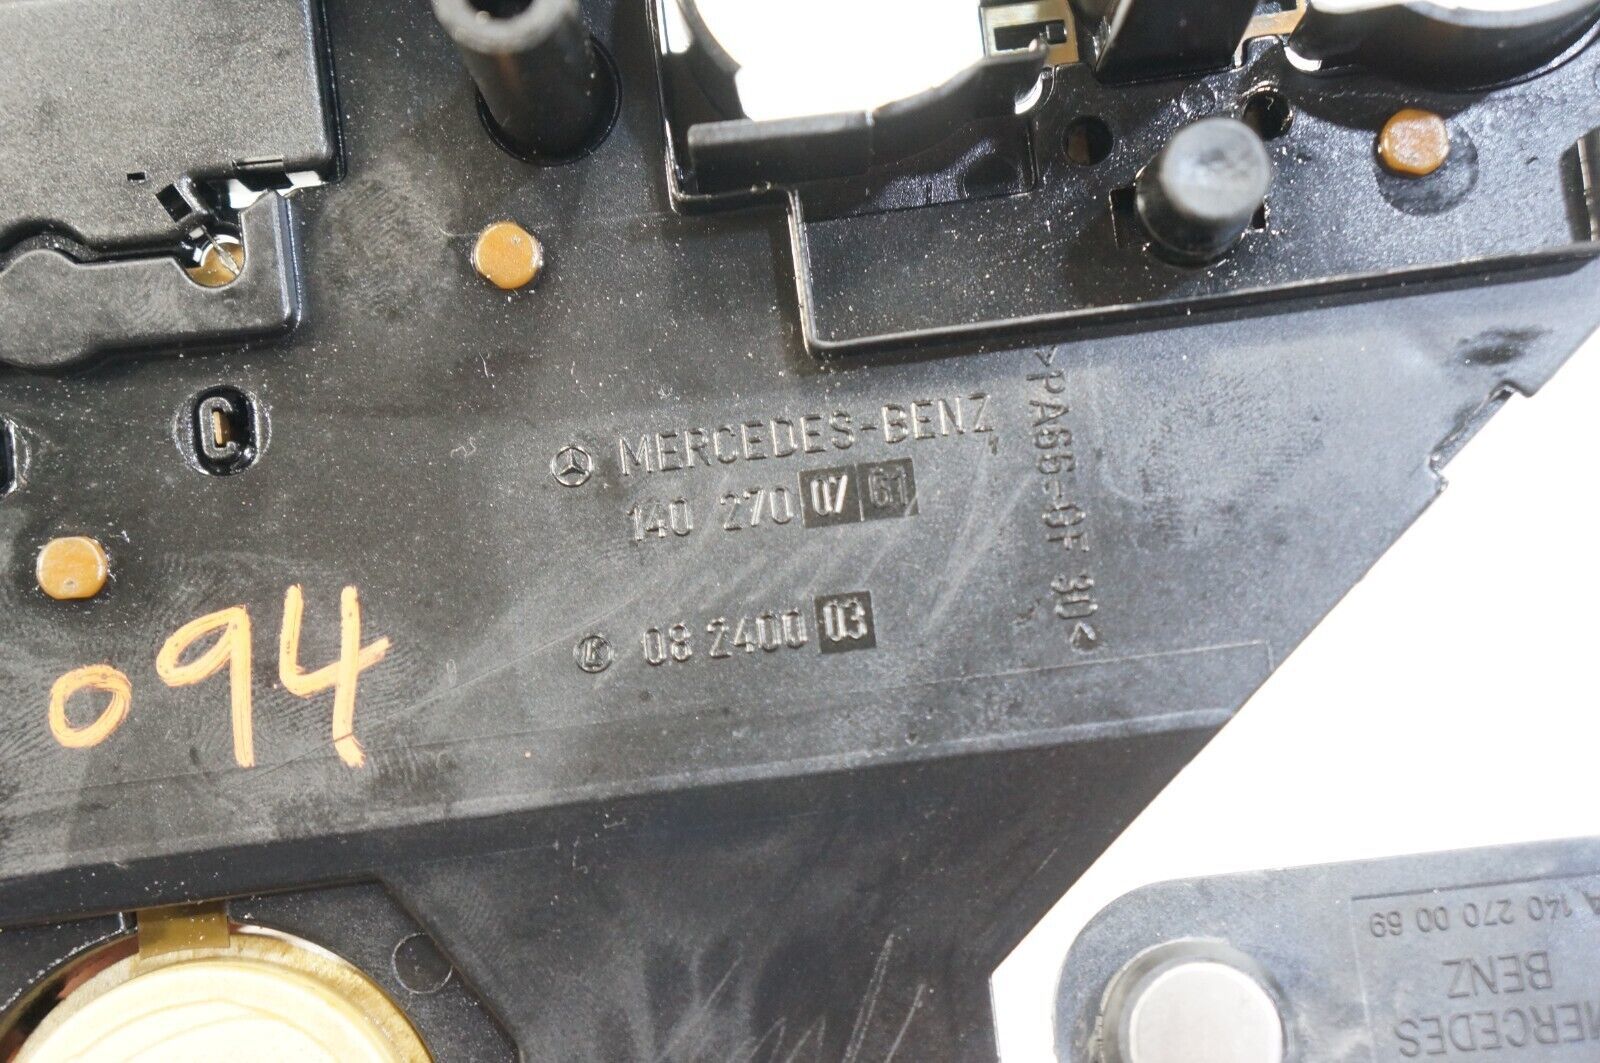 C
MERCEDES-BENZ
140 270 07 61
08 2400 03
>PA66-GF 30<
094
A 140 270 00 69
MERCEDES
BENZ